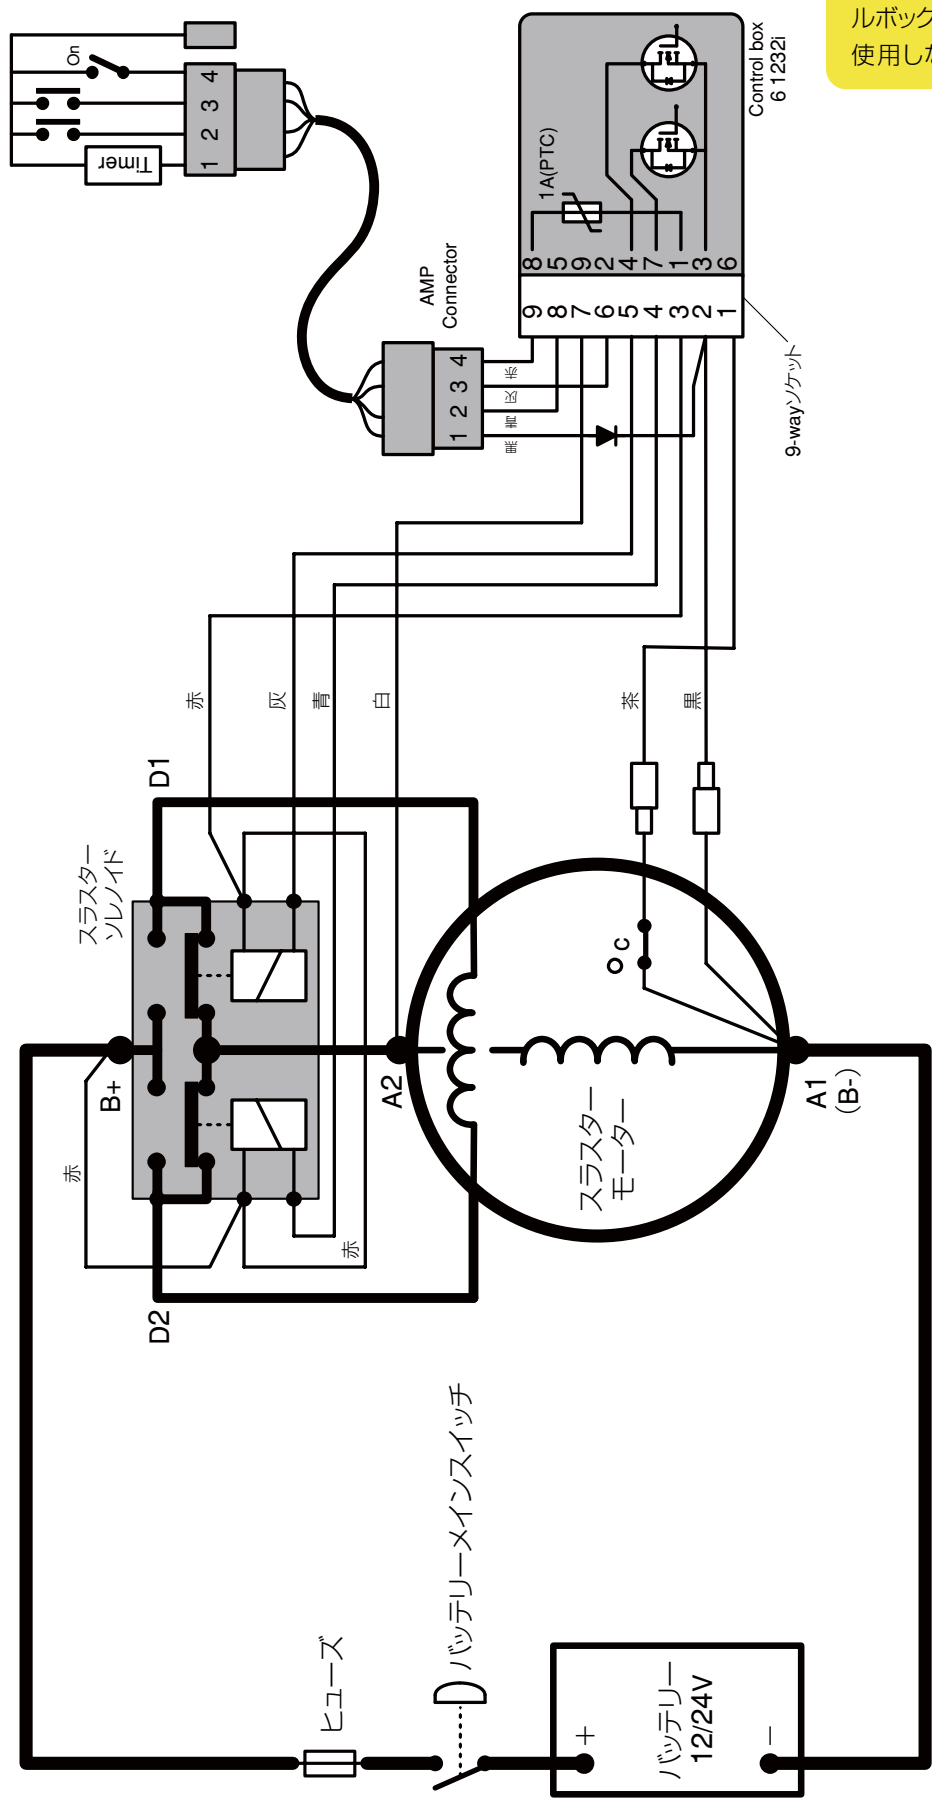 ルボック
使用した
On
Timer
1 2 3 4
AMP
Connector
1 2 3 4
黒
青
灰
赤
1A(PTC)
Control box
6 1232i
8 5 9 2 4 7 1 3 6
9 8 7 6 5 4 3 2 1
9-wayソケット
赤
灰
青
白
茶
黒
スラスター
ソレノイド
D1
B+
D2
赤
赤
A2
°C
スラスター
モーター
A1
(B-)
ヒューズ
バッテリーメインスイッチ
+
バッテリー
12/24V
-